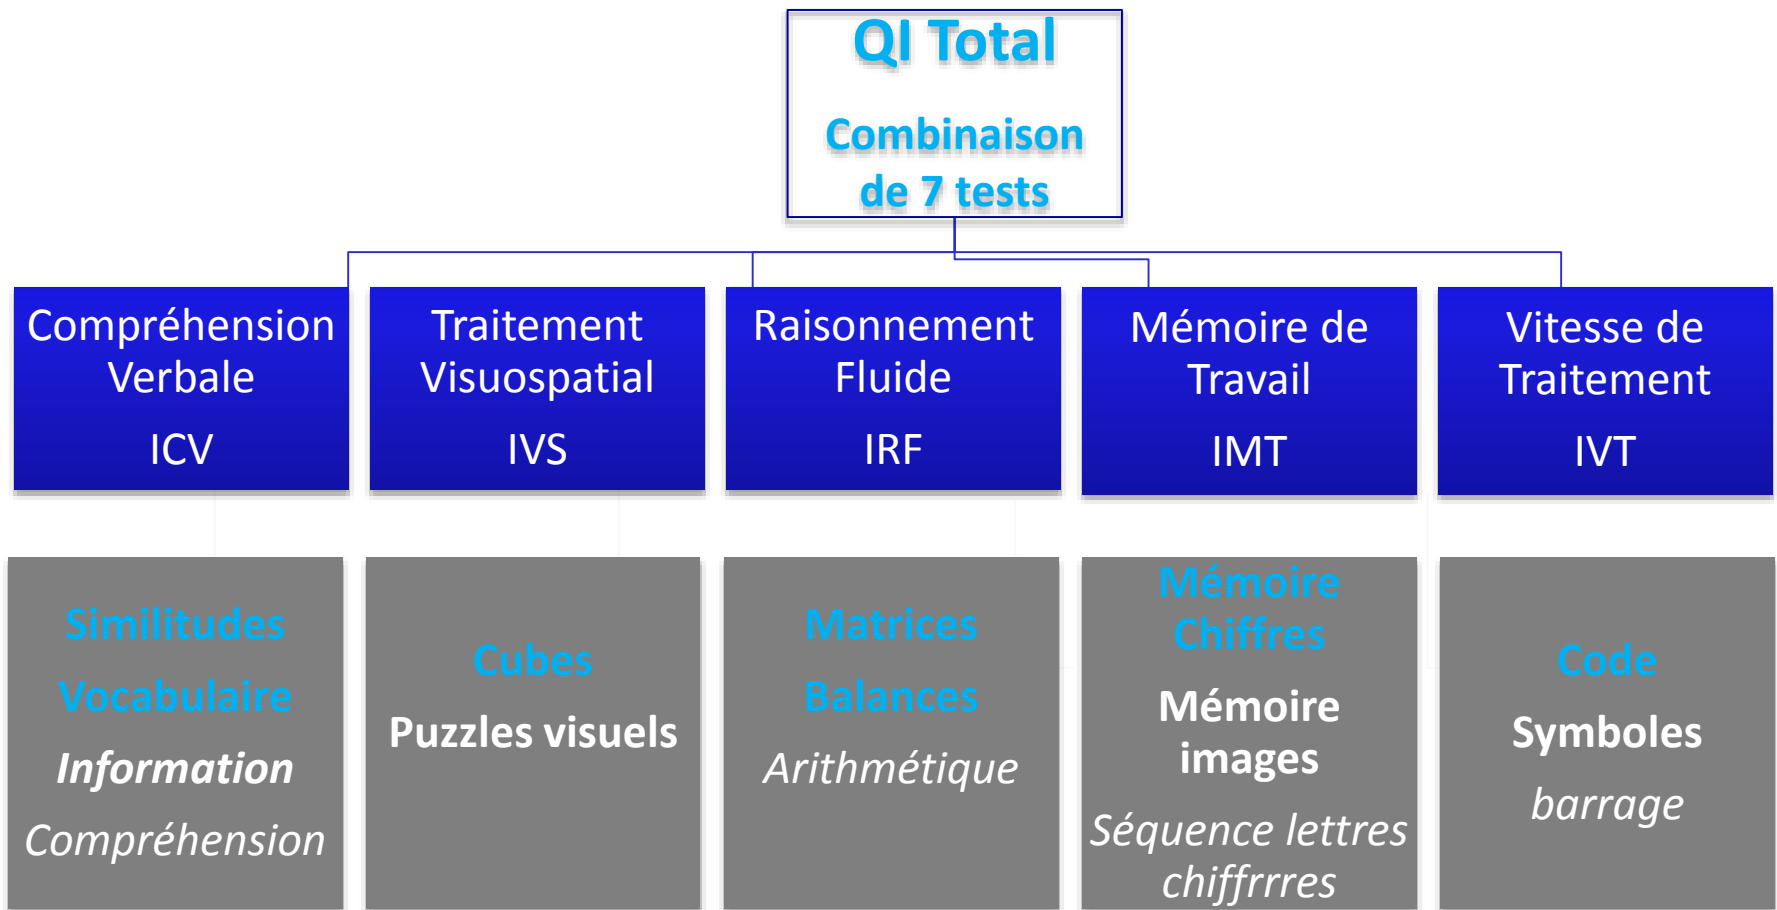 QI Total
Combinaison
de 7 tests
Compréhension
Verbale
ICV
Traitement
Visuospatial
IVS
Raisonnement
Fluide
IRF
Mémoire de
Travail
IMT
Vitesse de
Traitement
IVT
Similitudes
Vocabulaire
Information
Compréhension
Cubes
Puzzles visuels
Matrices
Balances
Arithmétique
Mémoire
Chiffres
Mémoire
images
Séquence lettres
chiffrrres
Code
Symboles
barrage